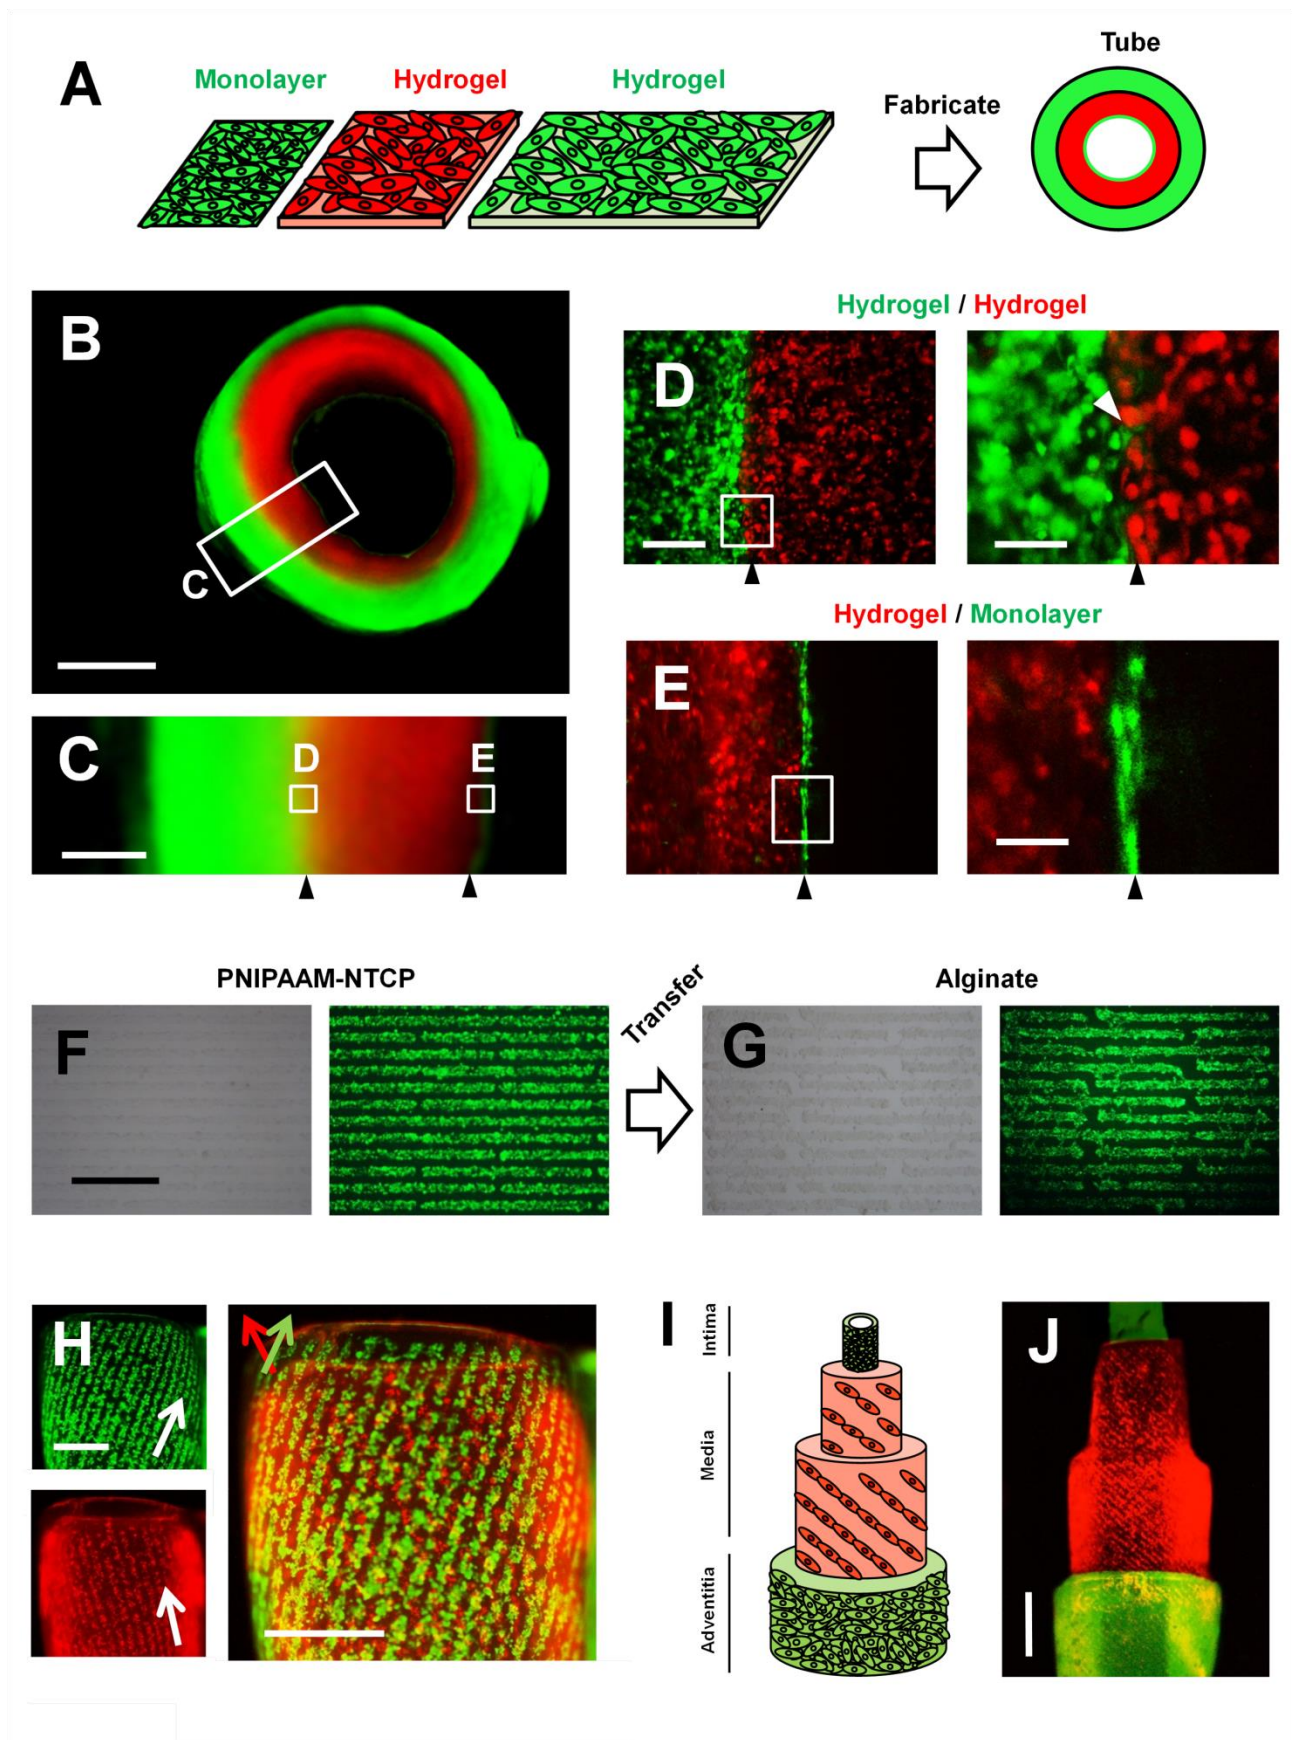 A
Monolayer
Hydrogel
Hydrogel
Fabricate
Tube
B
C
Hydrogel / Hydrogel
D
C
D
E
Hydrogel / Monolayer
E
PNIPAAM-NTCP
Transfer
Alginate
F
G
H
I
Intima
Media
Adventitia
J